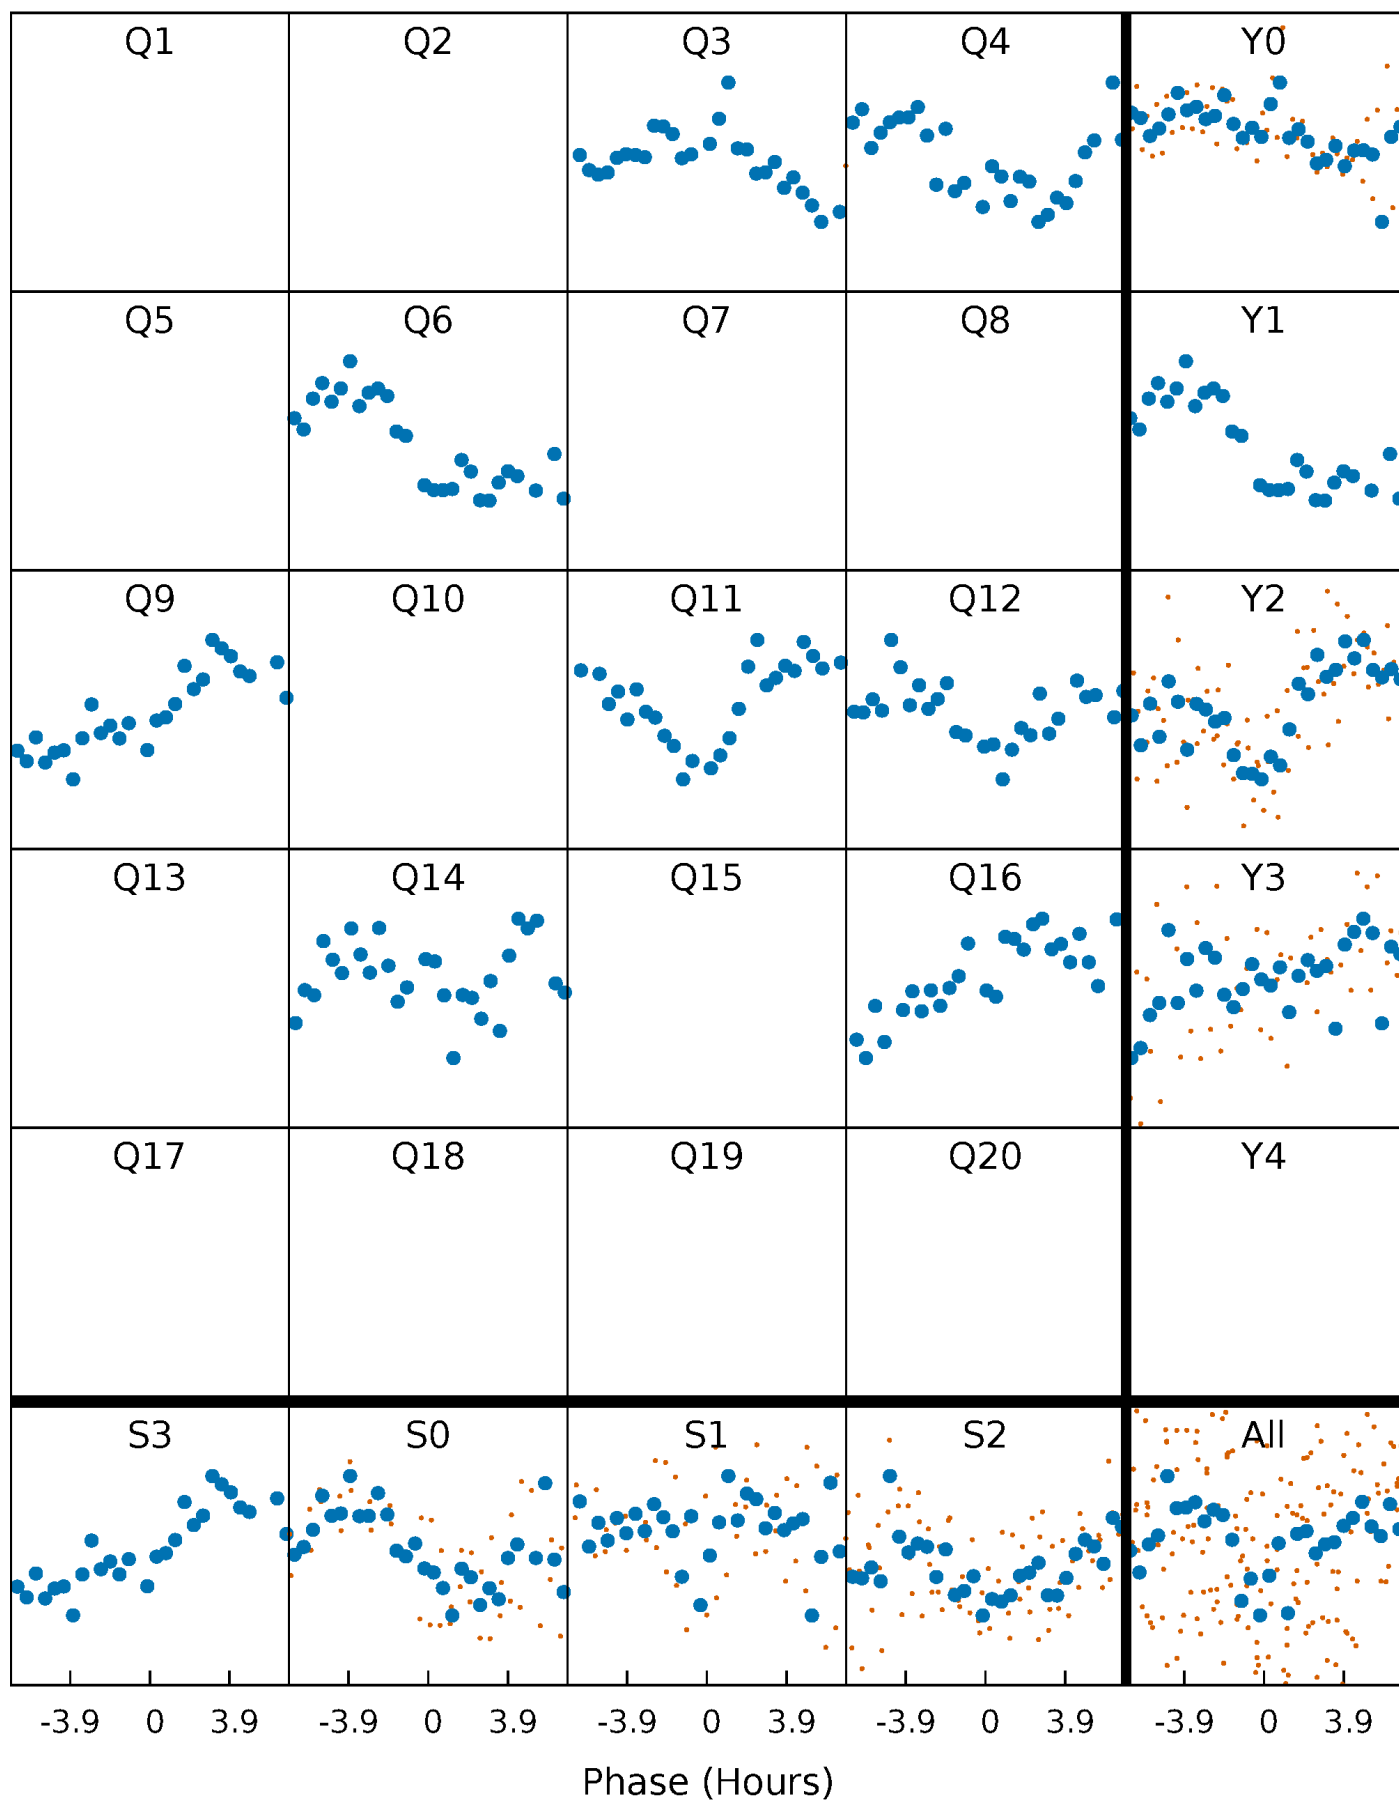 Q1 Q2 Q3 Q4 Y0
Q5 Q6 Q7 Q8 Y1
Q9 Q10 Q11 Q12 Y2
Q13 Q14 Q15 Q16 Y3
Q17 Q18 Q19 Q20 Y4
S3 S0 S1 S2 All
-3.9 0 3.9 -3.9 0 3.9 -3.9 0 3.9 -3.9 0 3.9 -3.9 0 3.9
Phase (Hours)